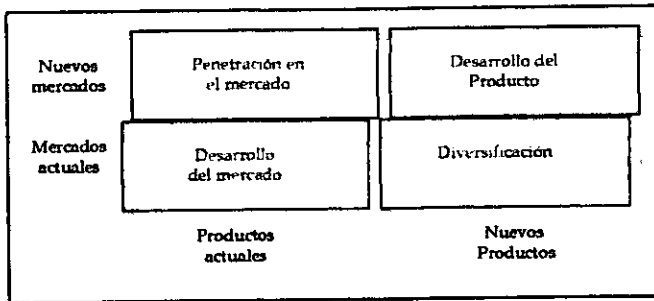 Nuevos
mercados
Penetración en
el mercado
Desarrollo del
Producto
Mercados
actuales
Desarrollo
del mercado
Diversificación
Productos
actuales
Nuevos
Productos